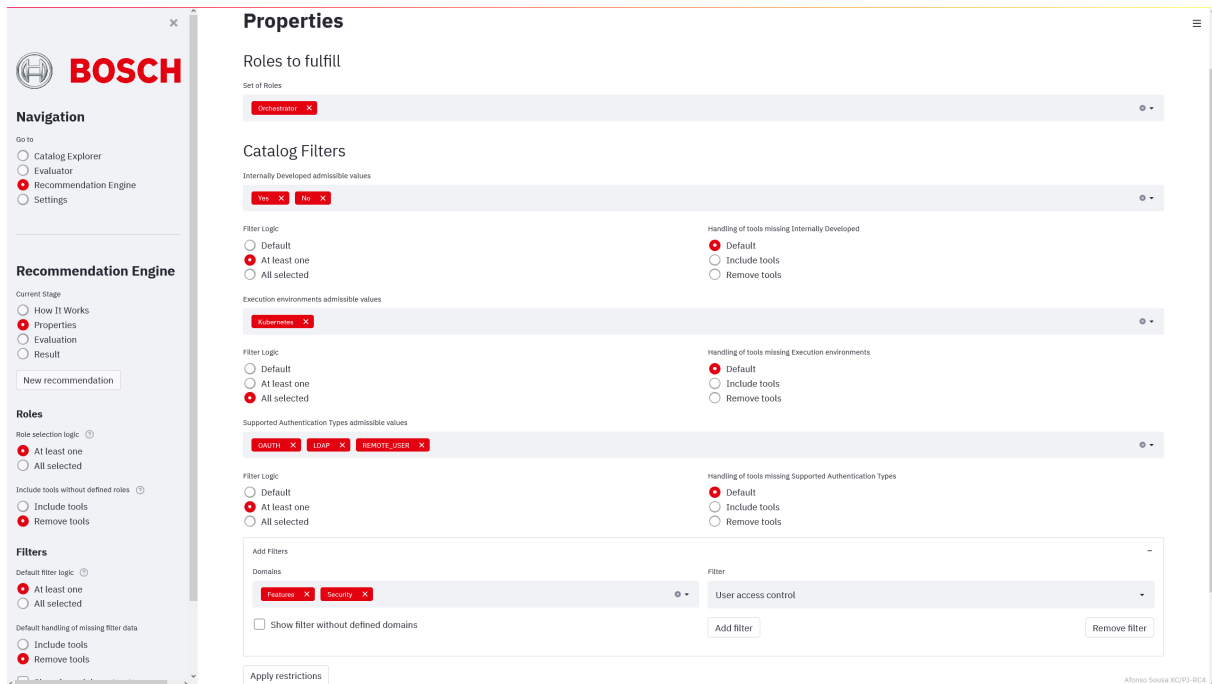 ×
BOSCH
Navigation
Go to
Catalog Explorer
Evaluator
Recommendation Engine
Settings
Recommendation Engine
Current Stage
How It Works
Properties
Evaluation
Result
New recommendation
Roles
Role selection logic ?
At least one
All selected
Include tools without defined roles ?
Include tools
Remove tools
Filters
Default filter logic ?
At least one
All selected
Default handling of missing filter data
Include tools
Remove tools
Properties
Roles to fulfill
Set of Roles
Orchestrator ×
Catalog Filters
Internally Developed admissible values
Yes × No ×
Filter Logic
Default
At least one
All selected
Handling of tools missing Internally Developed
Default
Include tools
Remove tools
Execution environments admissible values
Kubernetes ×
Filter Logic
Default
At least one
All selected
Handling of tools missing Execution environments
Default
Include tools
Remove tools
Supported Authentication Types admissible values
OAUTH × LDAP × REMOTE_USER ×
Filter Logic
Default
At least one
All selected
Handling of tools missing Supported Authentication Types
Default
Include tools
Remove tools
Add Filters −
Domains
Features × Security ×
Show filter without defined domains
Filter
User access control
Add filter Remove filter
Apply restrictions
Afonso Sousa XC/PJ-RC4